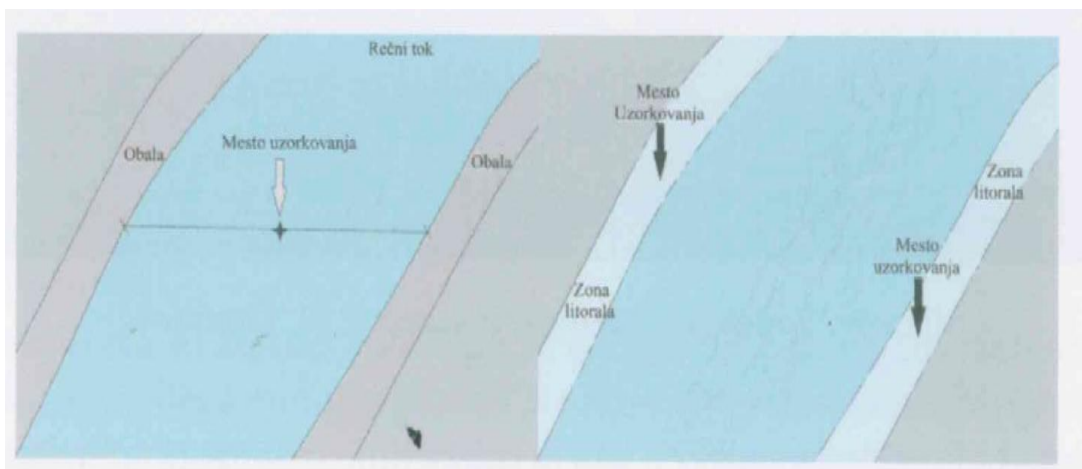 Rečni tok
Mesto uzorkovanja
Obala
Obala
Mesto
Uzorkovanja
Zona
litorala
Mesto
uzorkovanja
Zona
litorala